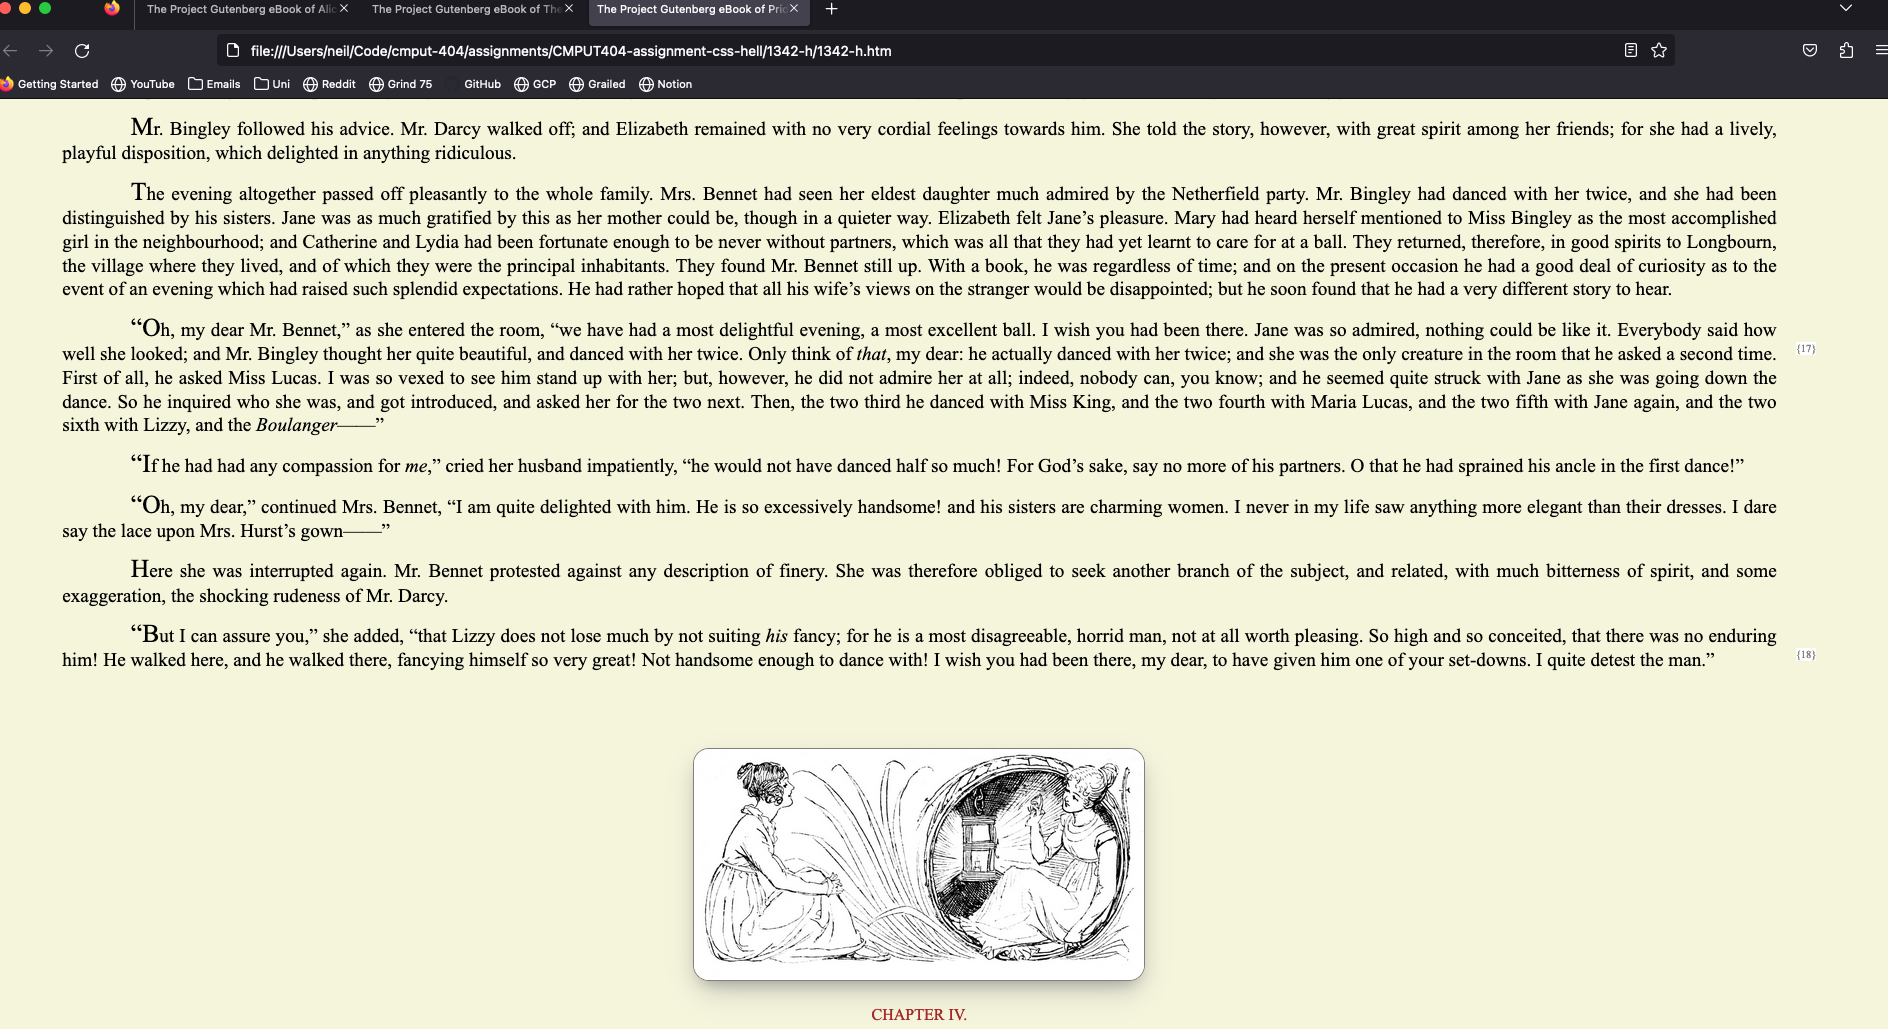 The Project Gutenberg eBook of Alic
The Project Gutenberg eBook of The
The Project Gutenberg eBook of Prid
file:///Users/neil/Code/cmput-404/assignments/CMPUT404-assignment-css-hell/1342-h/1342-h.htm
Getting Started YouTube Emails Uni Reddit Grind 75 GitHub GCP Grailed Notion
Mr. Bingley followed his advice. Mr. Darcy walked off; and Elizabeth remained with no very cordial feelings towards him. She told the story, however, with great spirit among her friends; for she had a lively,
playful disposition, which delighted in anything ridiculous.
The evening altogether passed off pleasantly to the whole family. Mrs. Bennet had seen her eldest daughter much admired by the Netherfield party. Mr. Bingley had danced with her twice, and she had been
distinguished by his sisters. Jane was as much gratified by this as her mother could be, though in a quieter way. Elizabeth felt Jane’s pleasure. Mary had heard herself mentioned to Miss Bingley as the most accomplished
girl in the neighbourhood; and Catherine and Lydia had been fortunate enough to be never without partners, which was all that they had yet learnt to care for at a ball. They returned, therefore, in good spirits to Longbourn,
the village where they lived, and of which they were the principal inhabitants. They found Mr. Bennet still up. With a book, he was regardless of time; and on the present occasion he had a good deal of curiosity as to the
event of an evening which had raised such splendid expectations. He had rather hoped that all his wife’s views on the stranger would be disappointed; but he soon found that he had a very different story to hear.
“Oh, my dear Mr. Bennet,” as she entered the room, “we have had a most delightful evening, a most excellent ball. I wish you had been there. Jane was so admired, nothing could be like it. Everybody said how
well she looked; and Mr. Bingley thought her quite beautiful, and danced with her twice. Only think of that, my dear: he actually danced with her twice; and she was the only creature in the room that he asked a second time.
{17}
First of all, he asked Miss Lucas. I was so vexed to see him stand up with her; but, however, he did not admire her at all; indeed, nobody can, you know; and he seemed quite struck with Jane as she was going down the
dance. So he inquired who she was, and got introduced, and asked her for the two next. Then, the two third he danced with Miss King, and the two fourth with Maria Lucas, and the two fifth with Jane again, and the two
sixth with Lizzy, and the Boulanger——”
“If he had had any compassion for me,” cried her husband impatiently, “he would not have danced half so much! For God’s sake, say no more of his partners. O that he had sprained his ancle in the first dance!”
“Oh, my dear,” continued Mrs. Bennet, “I am quite delighted with him. He is so excessively handsome! and his sisters are charming women. I never in my life saw anything more elegant than their dresses. I dare
say the lace upon Mrs. Hurst’s gown——”
Here she was interrupted again. Mr. Bennet protested against any description of finery. She was therefore obliged to seek another branch of the subject, and related, with much bitterness of spirit, and some
exaggeration, the shocking rudeness of Mr. Darcy.
“But I can assure you,” she added, “that Lizzy does not lose much by not suiting his fancy; for he is a most disagreeable, horrid man, not at all worth pleasing. So high and so conceited, that there was no enduring
him! He walked here, and he walked there, fancying himself so very great! Not handsome enough to dance with! I wish you had been there, my dear, to have given him one of your set-downs. I quite detest the man.”
{18}
CHAPTER IV.